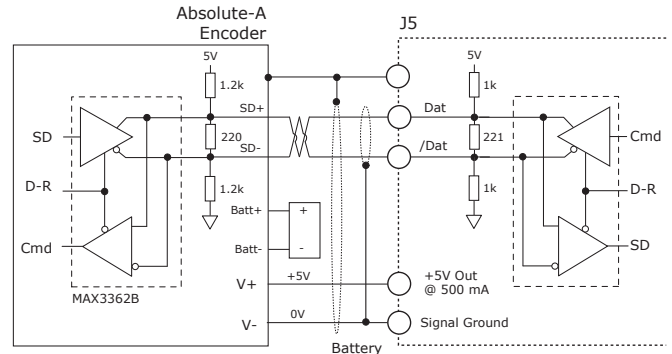 Absolute-A
Encoder
J5
5V
1.2k
SD+
220
SD-
1.2k
SD
D-R
Cmd
MAX3362B
Batt+
+
Batt-
-
V+
+5V
V-
0V
Battery
5V
1k
Dat
221
/Dat
1k
Cmd
D-R
SD
+5V Out
@ 500 mA
Signal Ground